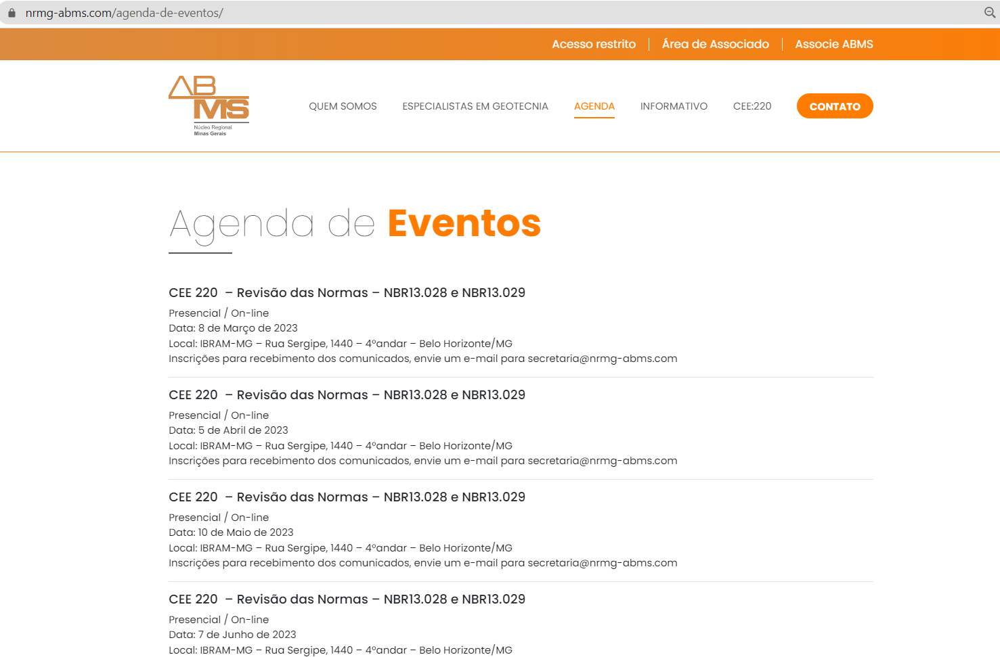 nrmg-abms.com/agenda-de-eventos/
Acesso restrito
Área de Associado
Associe ABMS
AB
MS
Núcleo Regional
Minas Gerais
QUEM SOMOS
ESPECIALISTAS EM GEOTECNIA
AGENDA
INFORMATIVO
CEE:220
CONTATO
Agenda de Eventos
CEE 220 – Revisão das Normas – NBR13.028 e NBR13.029
Presencial / On-line
Data: 8 de Março de 2023
Local: IBRAM-MG – Rua Sergipe, 1440 – 4ºandar – Belo Horizonte/MG
Inscrições para recebimento dos comunicados, envie um e-mail para secretaria@nrmg-abms.com
CEE 220 – Revisão das Normas – NBR13.028 e NBR13.029
Presencial / On-line
Data: 5 de Abril de 2023
Local: IBRAM-MG – Rua Sergipe, 1440 – 4ºandar – Belo Horizonte/MG
Inscrições para recebimento dos comunicados, envie um e-mail para secretaria@nrmg-abms.com
CEE 220 – Revisão das Normas – NBR13.028 e NBR13.029
Presencial / On-line
Data: 10 de Maio de 2023
Local: IBRAM-MG – Rua Sergipe, 1440 – 4ºandar – Belo Horizonte/MG
Inscrições para recebimento dos comunicados, envie um e-mail para secretaria@nrmg-abms.com
CEE 220 – Revisão das Normas – NBR13.028 e NBR13.029
Presencial / On-line
Data: 7 de Junho de 2023
Local: IBRAM-MG – Rua Sergipe, 1440 – 4ºandar – Belo Horizonte/MG